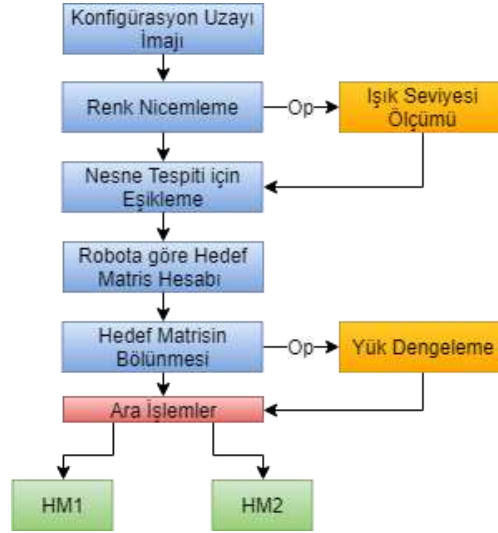 Konfigürasyon Uzayı
İmajı
Renk Nicemleme
Op
Işık Seviyesi
Ölçümü
Nesne Tespiti için
Eşikleme
Robota göre Hedef
Matris Hesabı
Hedef Matrisin
Bölünmesi
Op
Yük Dengeleme
Ara İşlemler
HM1
HM2